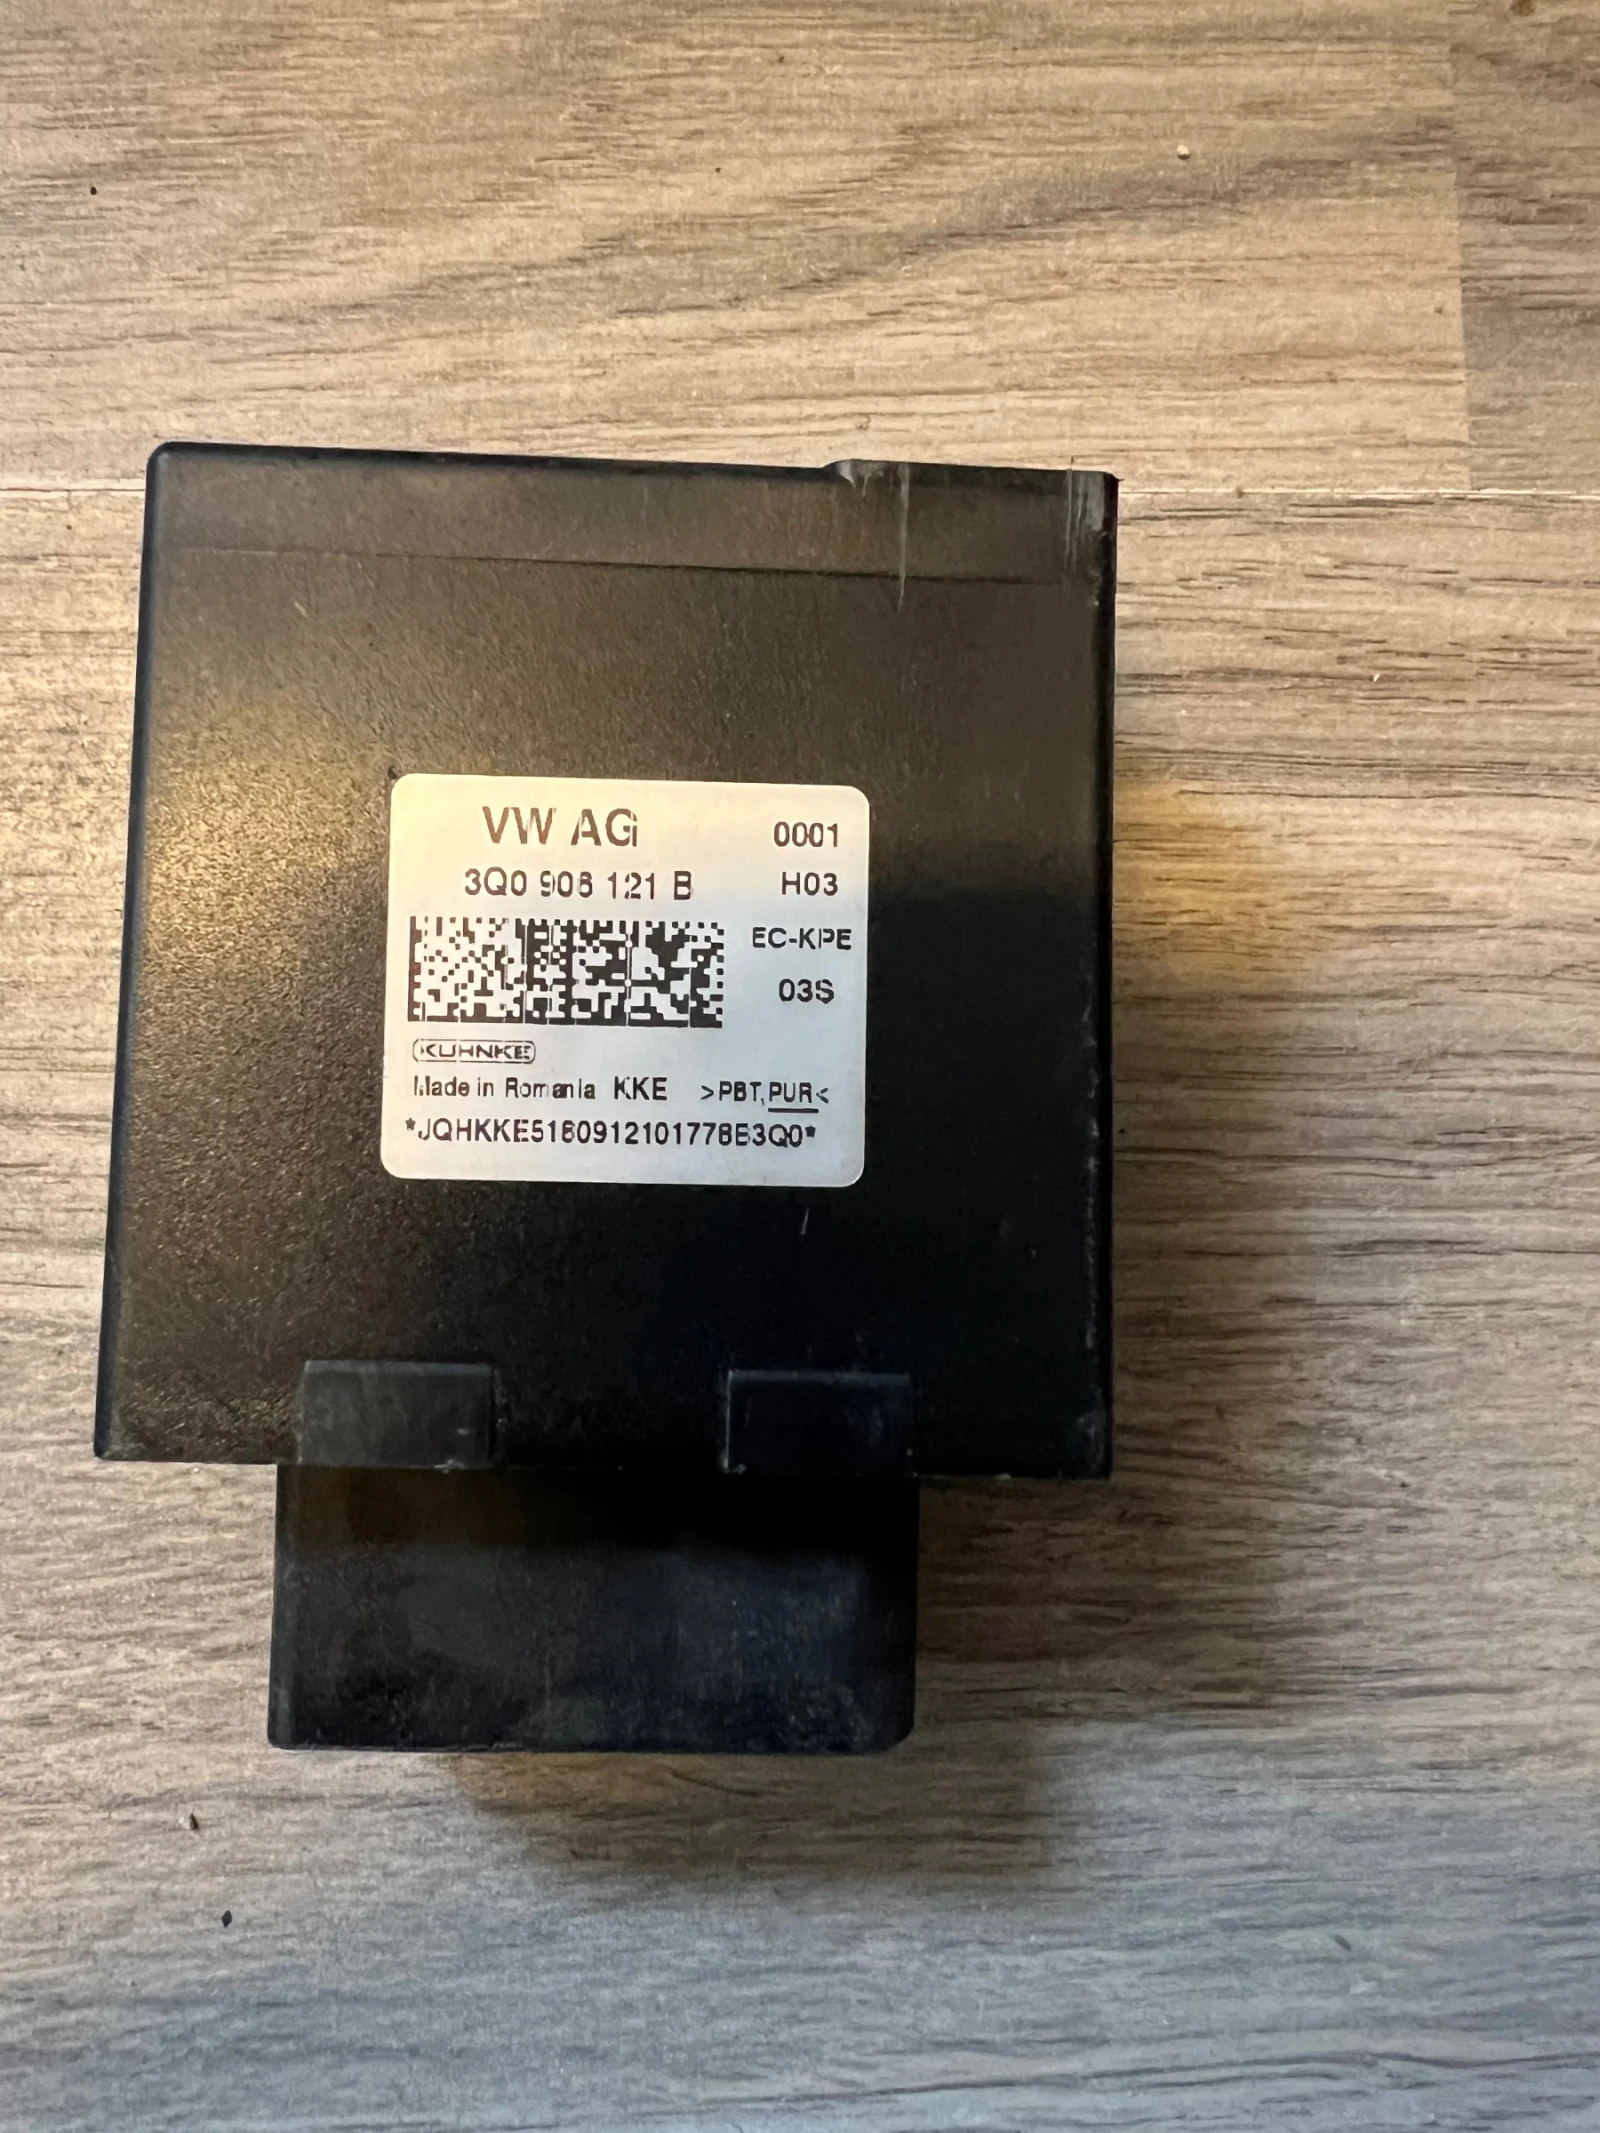 VW AG 0001
3Q0 906 121 B H03
EC-KPE
03S
KUHNKE
Made in Romania KKE >PBT,PUR<
*JQHKKE5160912101778B3Q0*